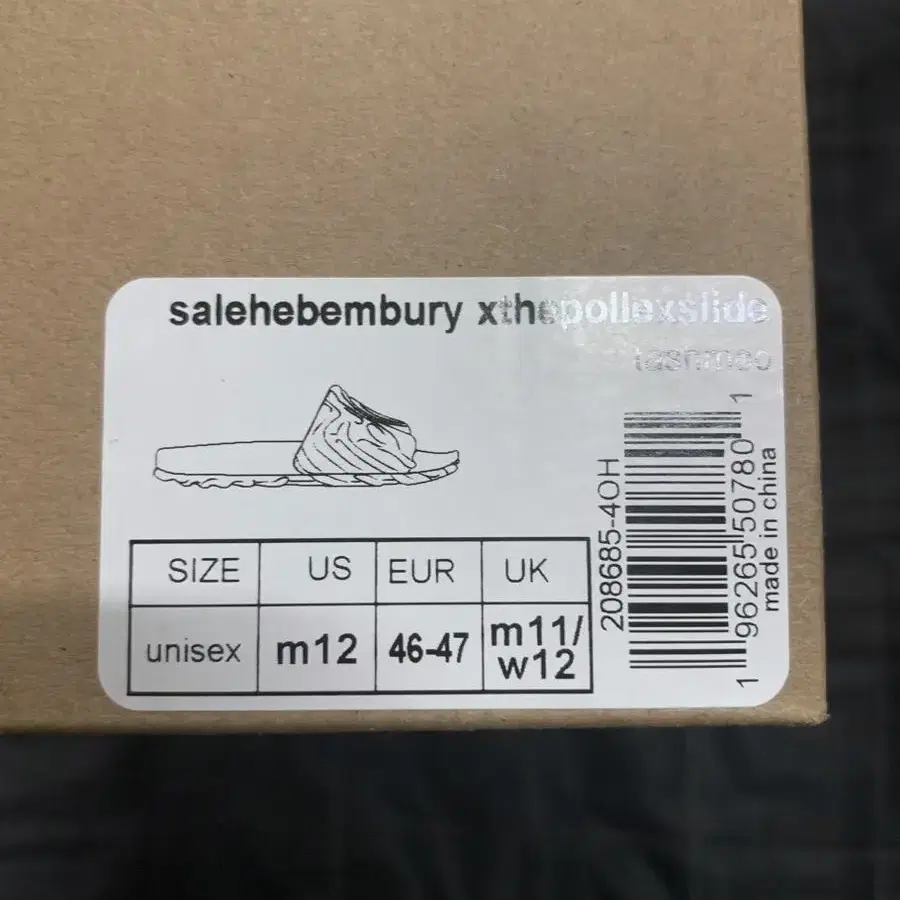 salehebembury xthepollexslide
tashmoo
SIZE US EUR UK
unisex m12 46-47 m11/
w12
208685-4OH
1 96265 50780 1
made in china